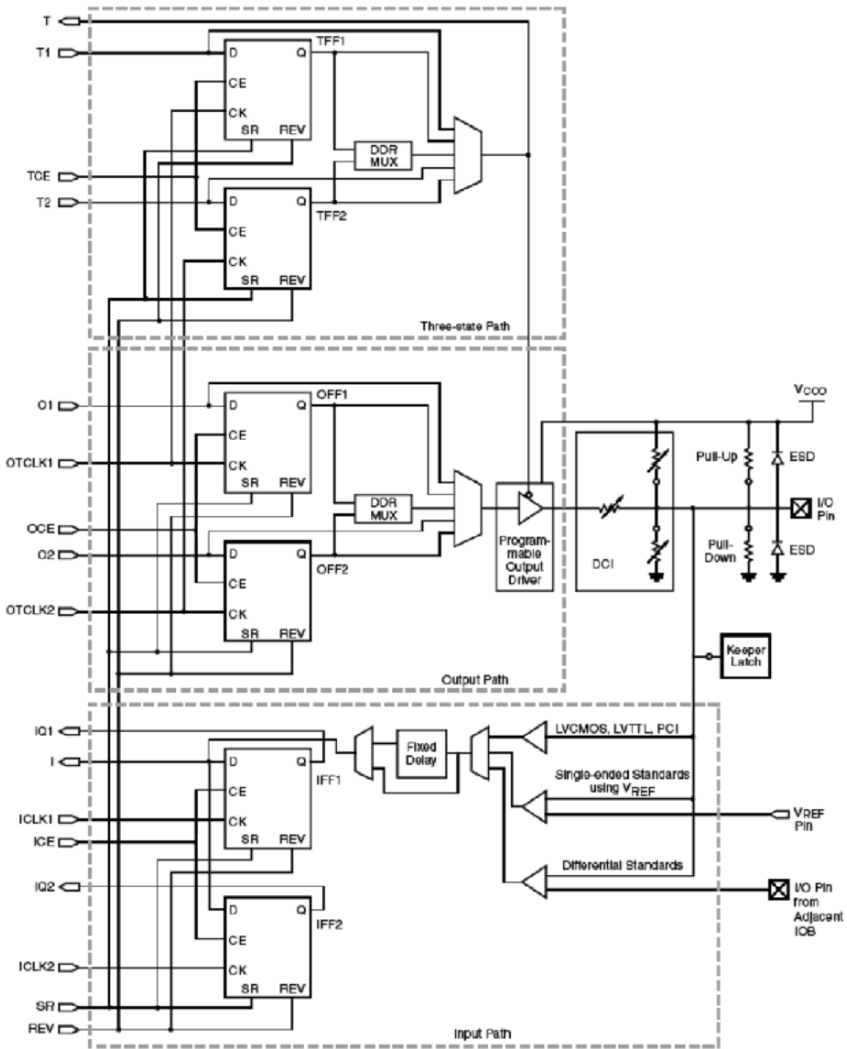 T
T1
D
Q
TFF1
CE
CK
SR REV
DDR
MUX
TCE
T2
D
Q
TFF2
CE
CK
SR REV
Three-state Path
O1
D
Q
OFF1
CE
OTCLK1
CK
SR REV
DDR
MUX
OCE
O2
D
Q
OFF2
CE
OTCLK2
CK
SR REV
Program-
mable
Output
Driver
DCI
VCCO
Pull-Up
ESD
I/O
Pin
Pull-
Down
ESD
Keeper
Latch
Output Path
IQ1
I
D
Q
IFF1
CE
ICLK1
CK
ICE
SR REV
Fixed
Delay
LVCMOS, LVTTL, PCI
Single-ended Standards
using VREF
VREF
Pin
Differential Standards
I/O Pin
from
Adjacent
IOB
IQ2
D
Q
IFF2
CE
ICLK2
CK
SR REV
SR
REV
Input Path